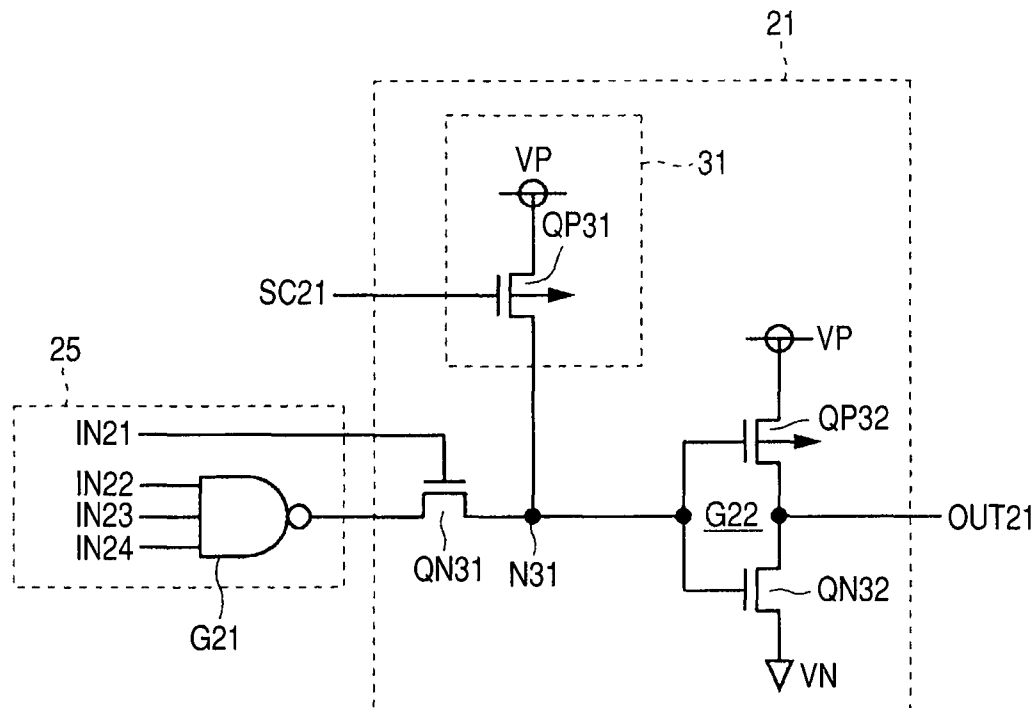 21
VP
31
QP31
SC21
25
VP
IN21
QP32
IN22
IN23
G22
OUT21
IN24
QN31
N31
QN32
G21
VN